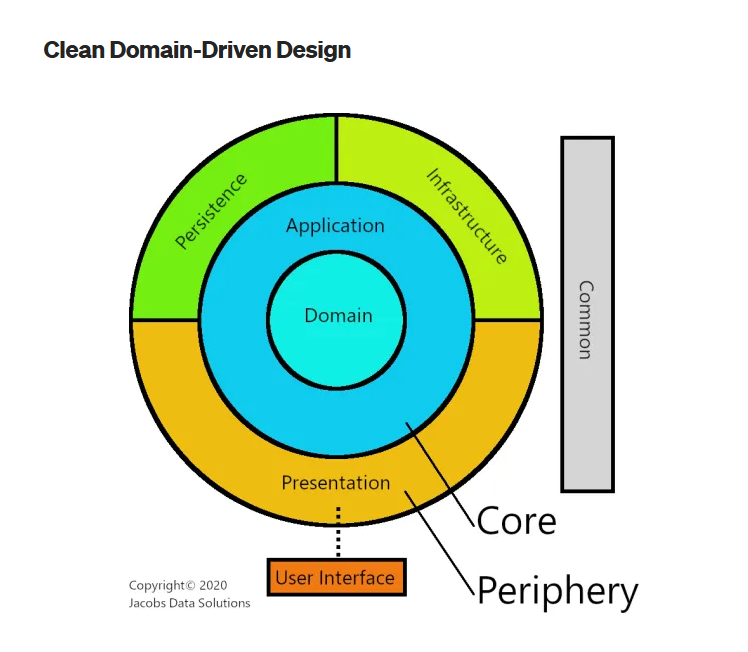 Clean Domain-Driven Design
Persistence
Infrastructure
Application
Domain
Common
Presentation
Core
User Interface
Periphery
Copyright© 2020
Jacobs Data Solutions